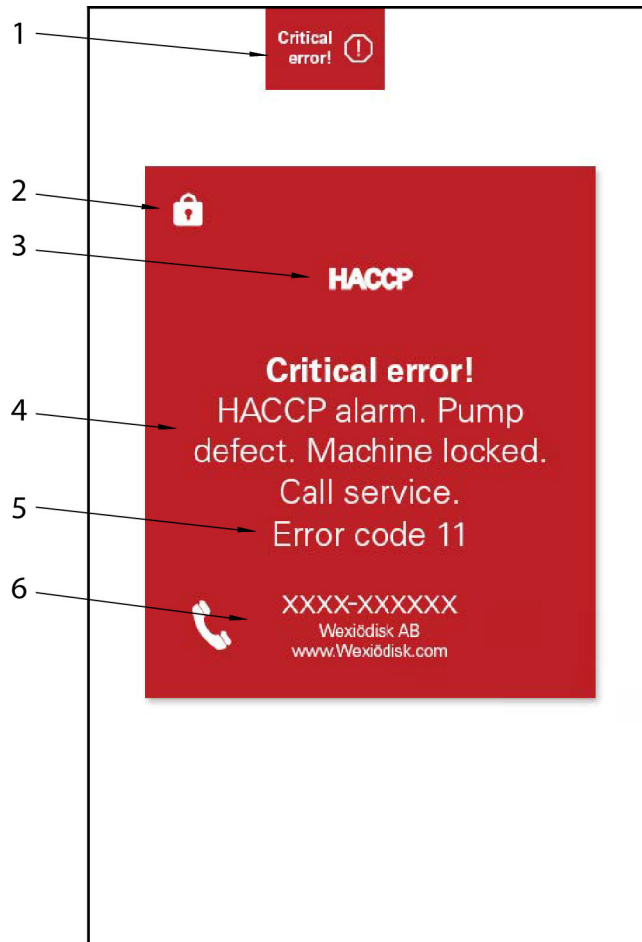 1
Critical
error!
2
3
HACCP
Critical error!
4
HACCP alarm. Pump
defect. Machine locked.
Call service.
5
Error code 11
6
XXXX-XXXXXX
Wexiödisk AB
www.Wexiödisk.com